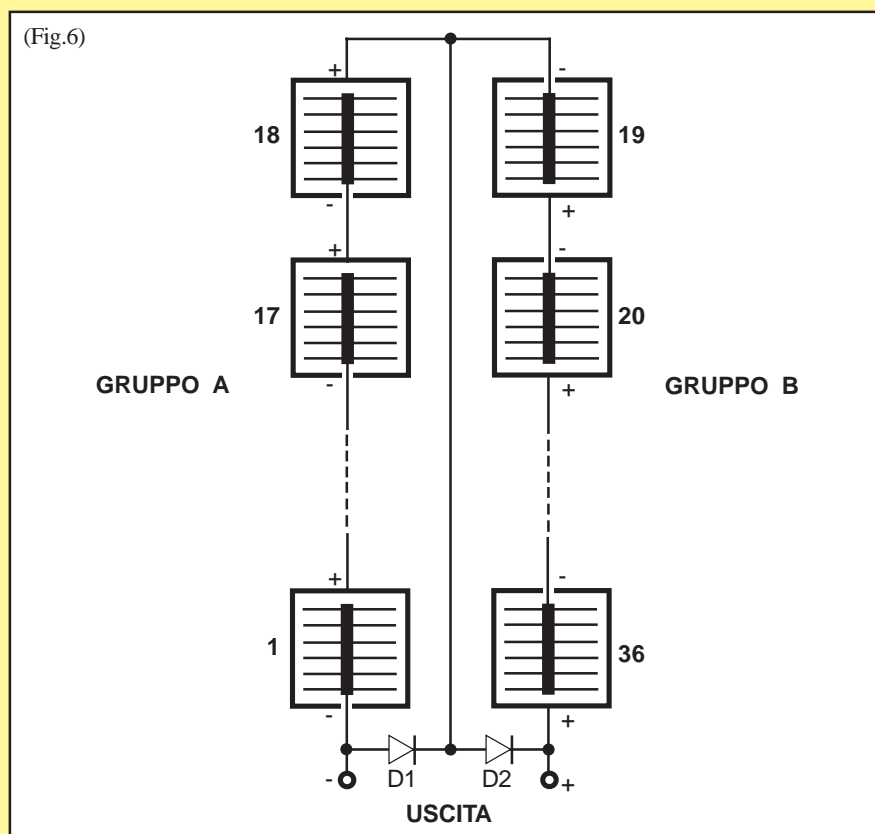 (Fig.6)
+ -
18 19
- +
+ -
17 20
GRUPPO A GRUPPO B
- +
+ -
1 36
- +
- D1 D2 +
USCITA